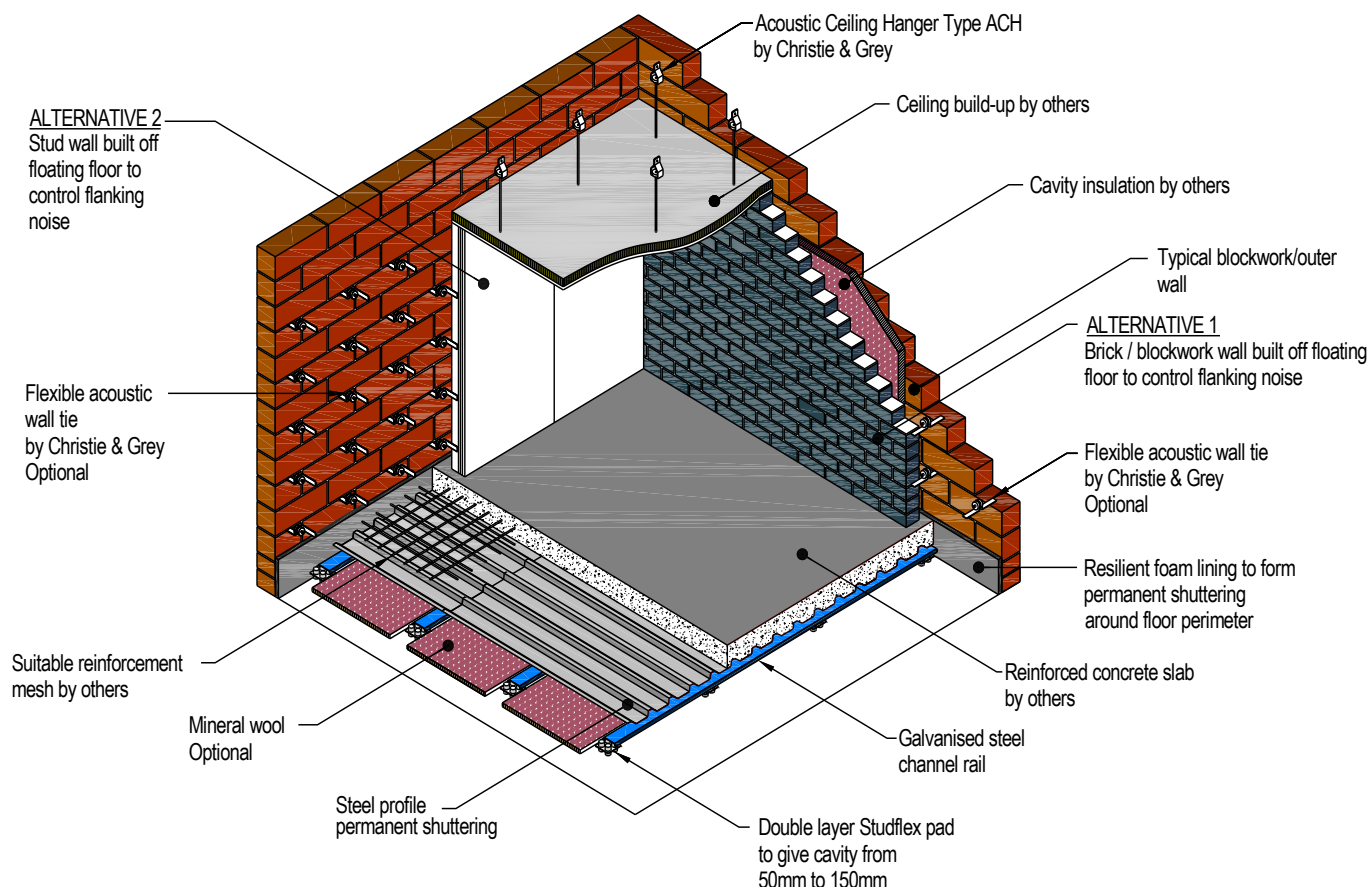 Acoustic Ceiling Hanger Type ACH
by Christie & Grey
Ceiling build-up by others
ALTERNATIVE 2
Stud wall built off
floating floor to
control flanking
noise
Cavity insulation by others
Typical blockwork/outer
wall
ALTERNATIVE 1
Brick / blockwork wall built off floating
floor to control flanking noise
Flexible acoustic
wall tie
by Christie & Grey
Optional
Flexible acoustic wall tie
by Christie & Grey
Optional
Resilient foam lining to form
permanent shuttering
around floor perimeter
Suitable reinforcement
mesh by others
Reinforced concrete slab
by others
Mineral wool
Optional
Galvanised steel
channel rail
Steel profile
permanent shuttering
Double layer Studflex pad
to give cavity from
50mm to 150mm